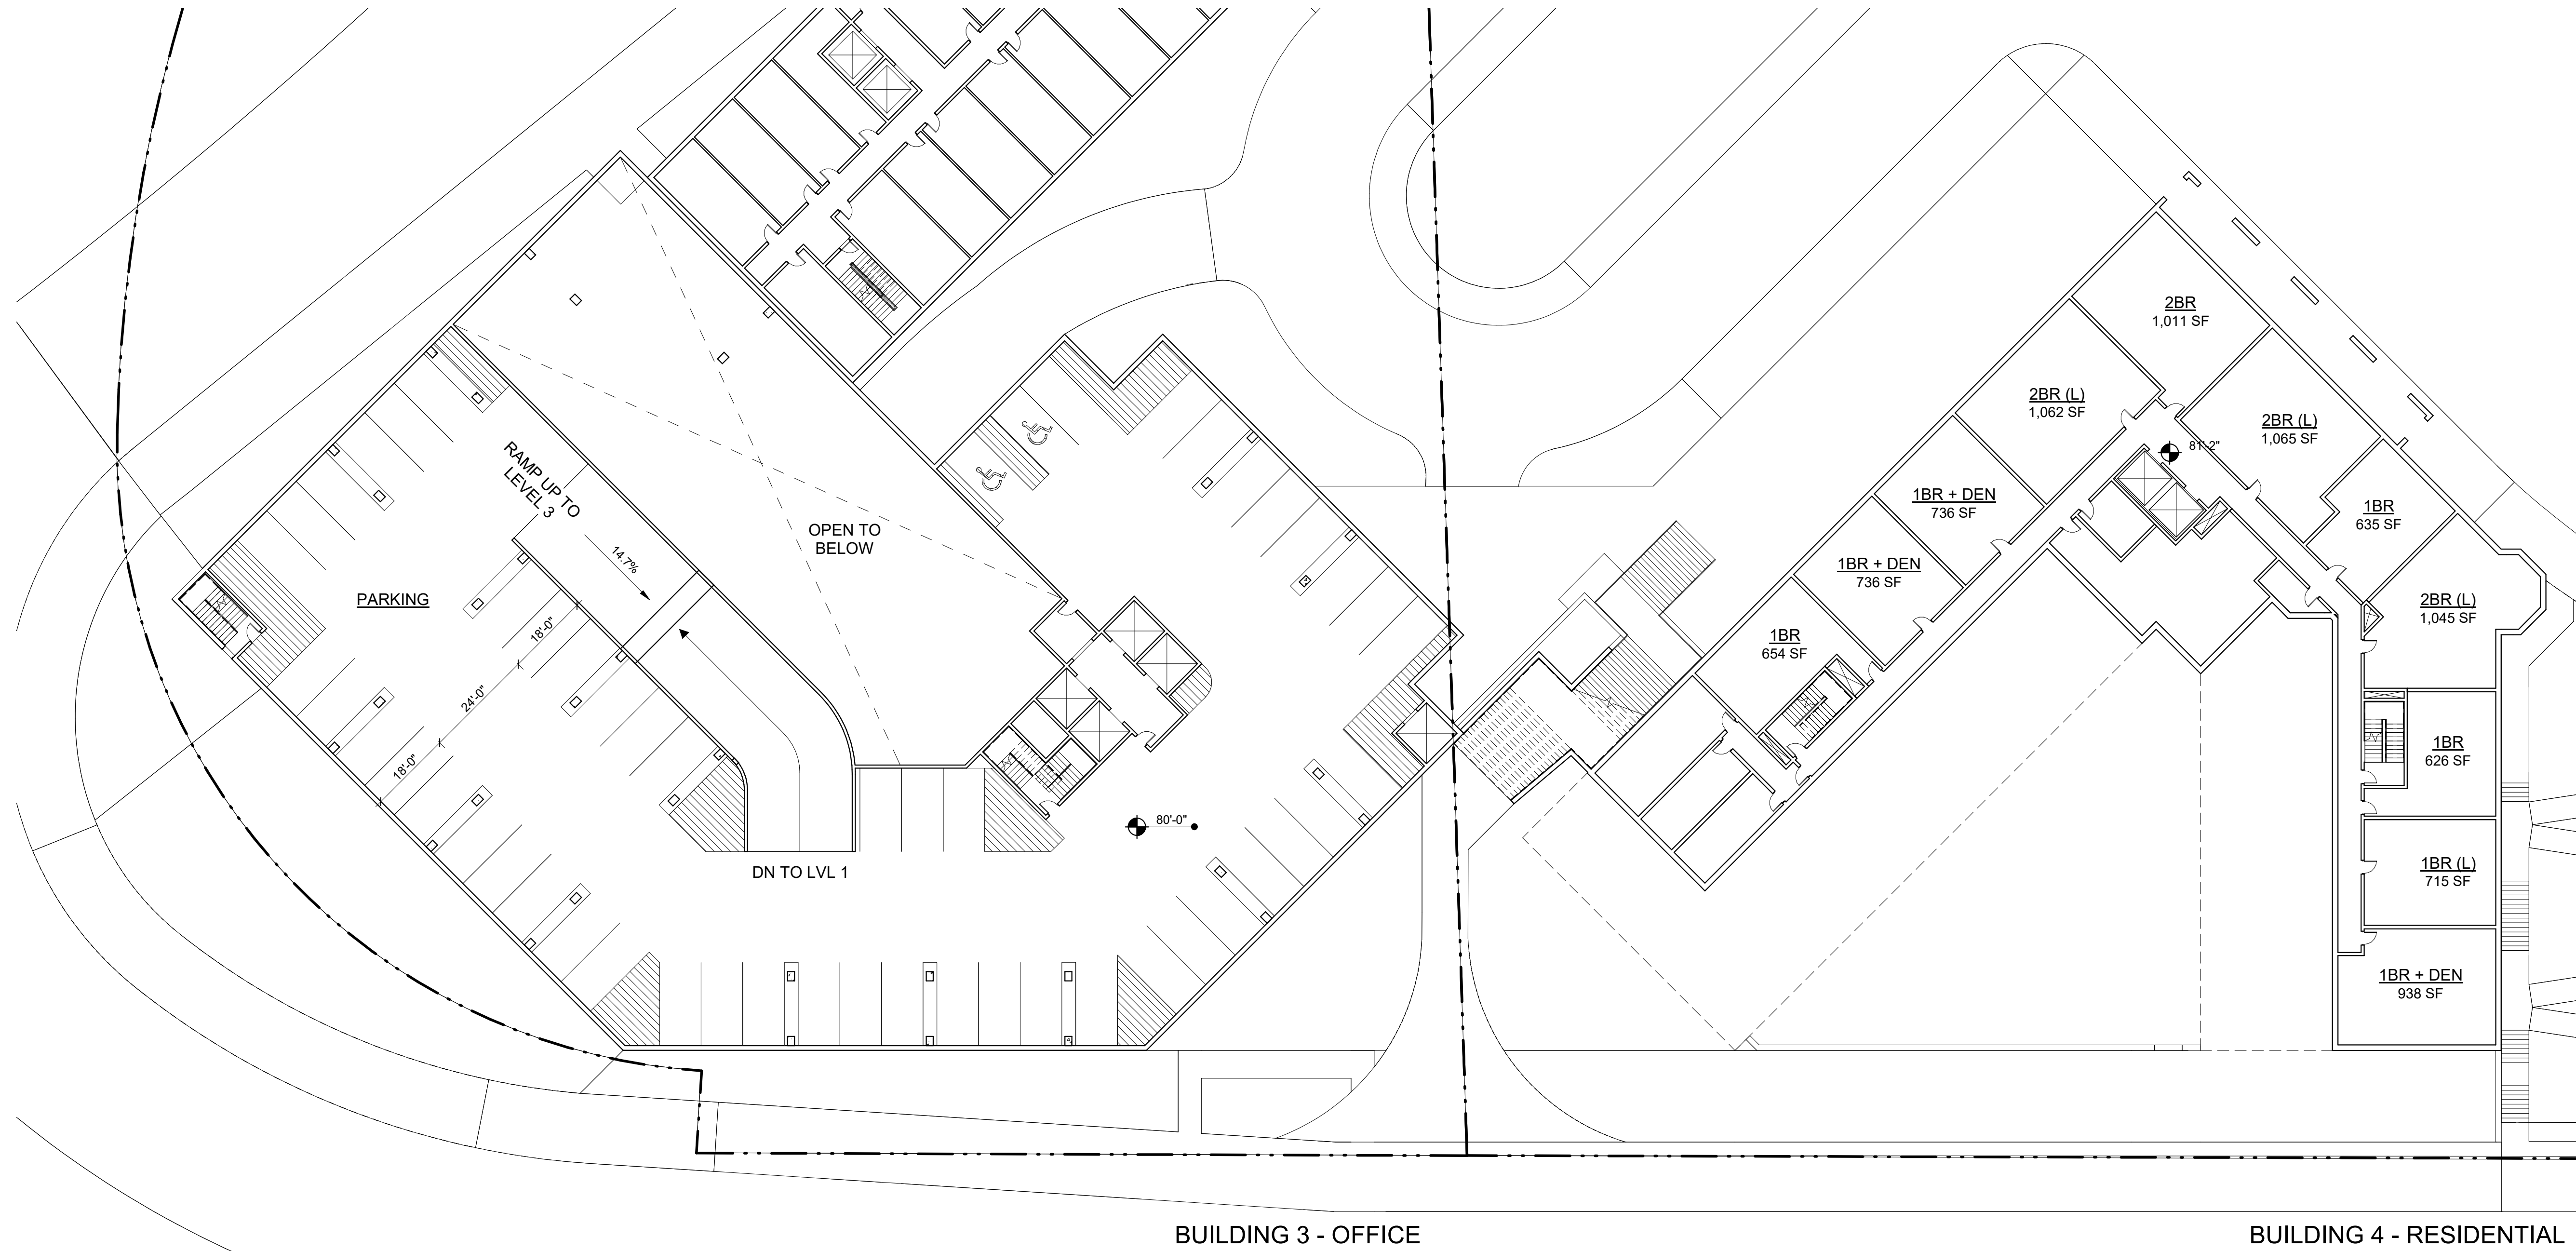 2BR
1,011 SF
2BR (L)
1,062 SF
2BR (L)
1,065 SF
81'-2"
RAMP UP TO
LEVEL 3
14.7%
OPEN TO
BELOW
1BR + DEN
736 SF
1BR
635 SF
1BR + DEN
736 SF
PARKING
2BR (L)
1,045 SF
18'-0"
24'-0"
18'-0"
1BR
654 SF
1BR
626 SF
80'-0"
DN TO LVL 1
1BR (L)
715 SF
1BR + DEN
938 SF
BUILDING 3 - OFFICE
BUILDING 4 - RESIDENTIAL